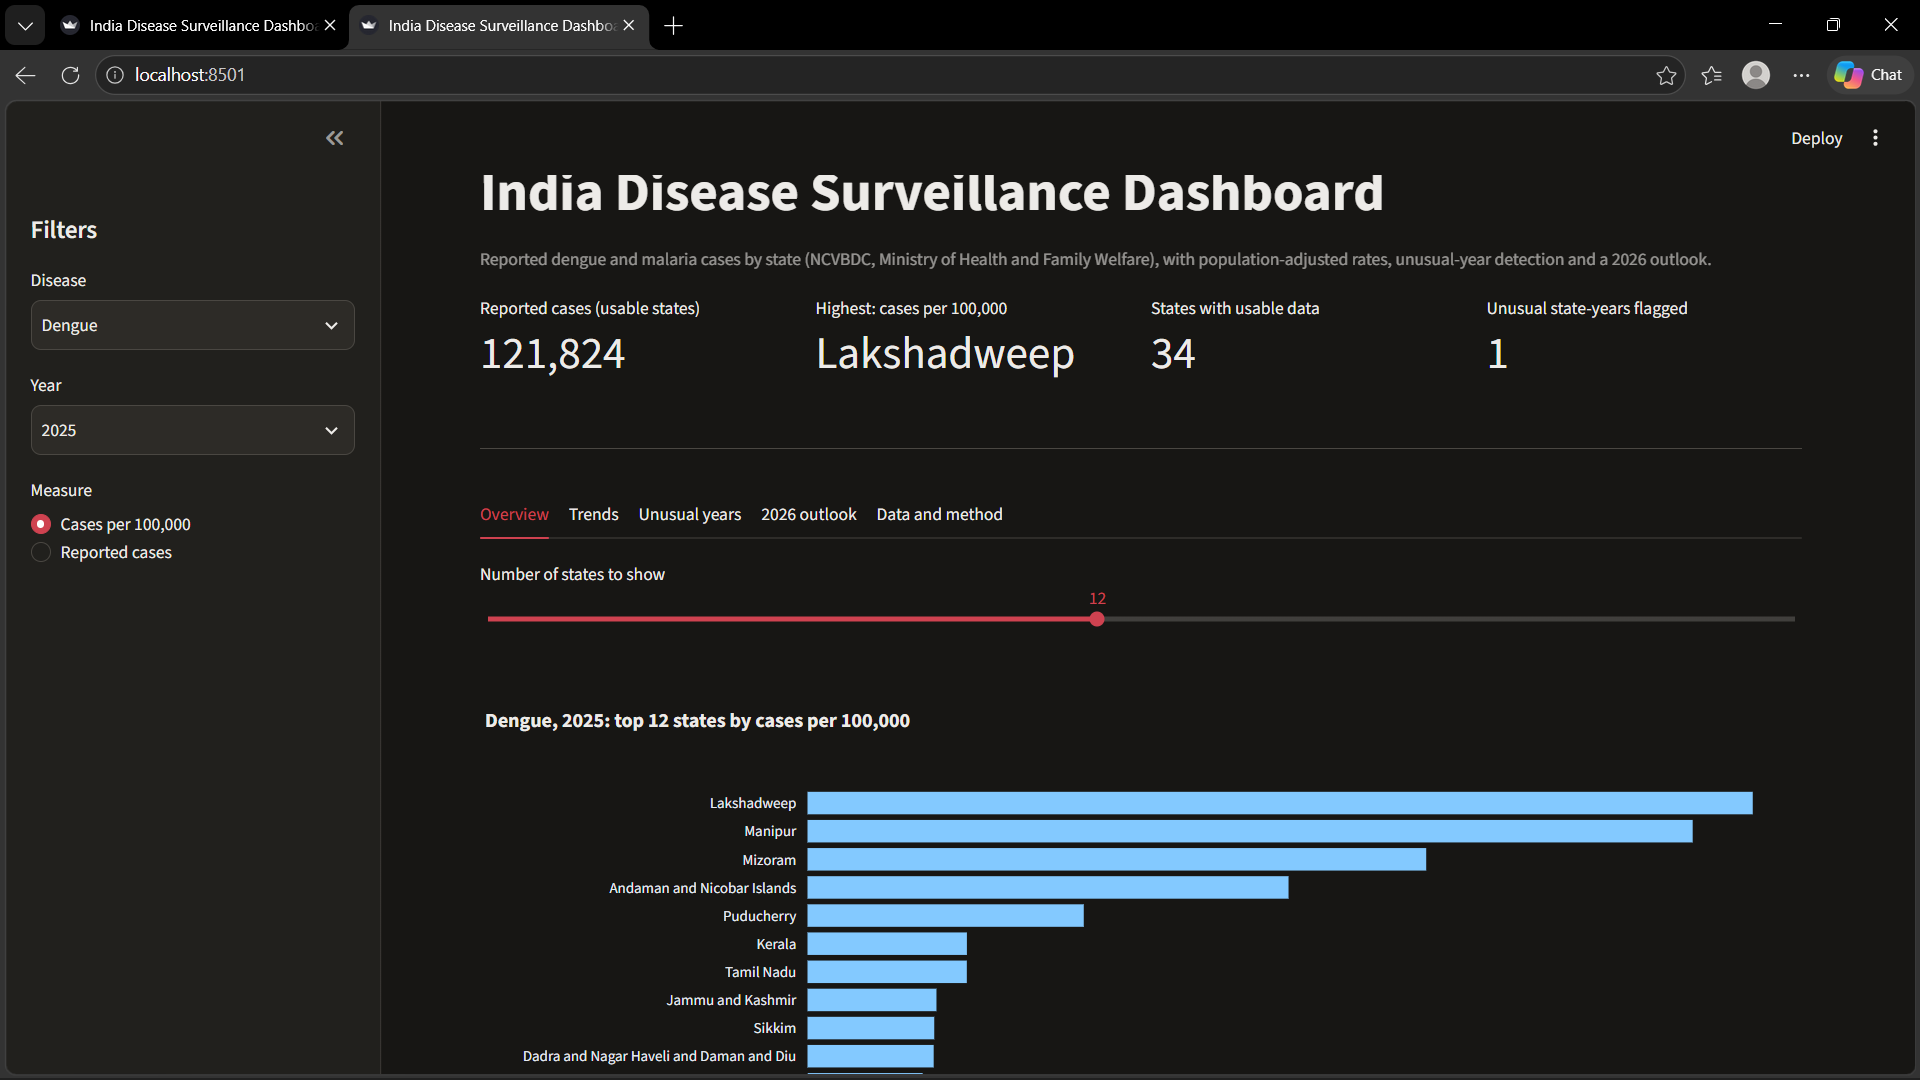 India Disease Surveillance Dashbo
India Disease Surveillance Dashbo
localhost:8501
Chat
Deploy
Filters
Disease
Dengue
Year
2025
Measure
Cases per 100,000
Reported cases
India Disease Surveillance Dashboard
Reported dengue and malaria cases by state (NCVBDC, Ministry of Health and Family Welfare), with population-adjusted rates, unusual-year detection and a 2026 outlook.
Reported cases (usable states)
121,824
Highest: cases per 100,000
Lakshadweep
States with usable data
34
Unusual state-years flagged
1
Overview Trends Unusual years 2026 outlook Data and method
Number of states to show
12
Dengue, 2025: top 12 states by cases per 100,000
Lakshadweep
Manipur
Mizoram
Andaman and Nicobar Islands
Puducherry
Kerala
Tamil Nadu
Jammu and Kashmir
Sikkim
Dadra and Nagar Haveli and Daman and Diu